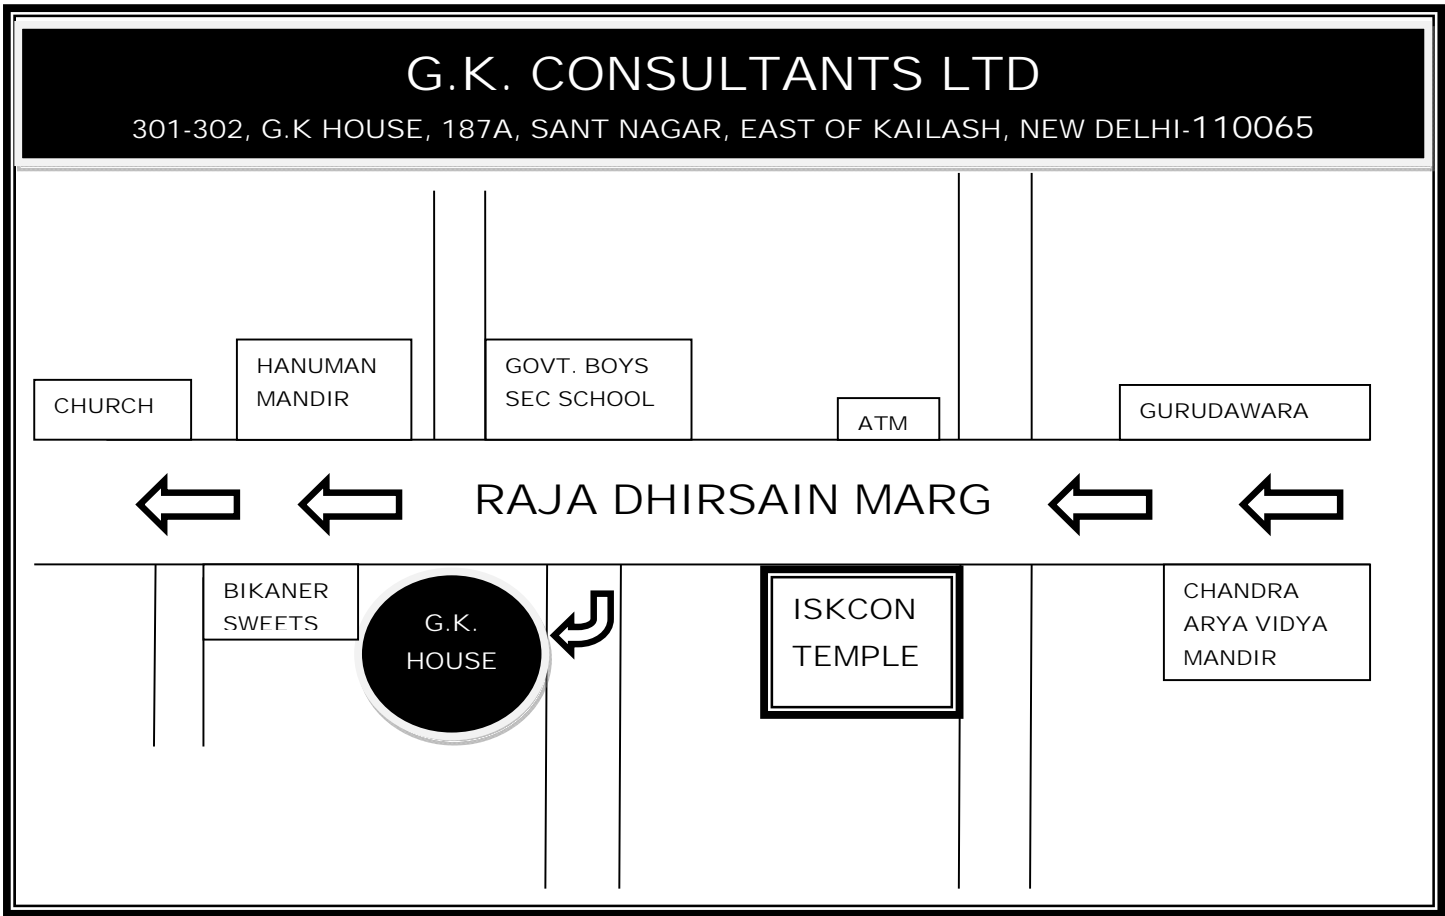 G.K. CONSULTANTS LTD
301-302, G.K HOUSE, 187A, SANT NAGAR, EAST OF KAILASH, NEW DELHI-110065
CHURCH
HANUMAN
MANDIR
GOVT. BOYS
SEC SCHOOL
ATM
GURUDAWARA
RAJA DHIRSAIN MARG
BIKANER
SWEETS
G.K.
HOUSE
ISKCON
TEMPLE
CHANDRA
ARYA VIDYA
MANDIR